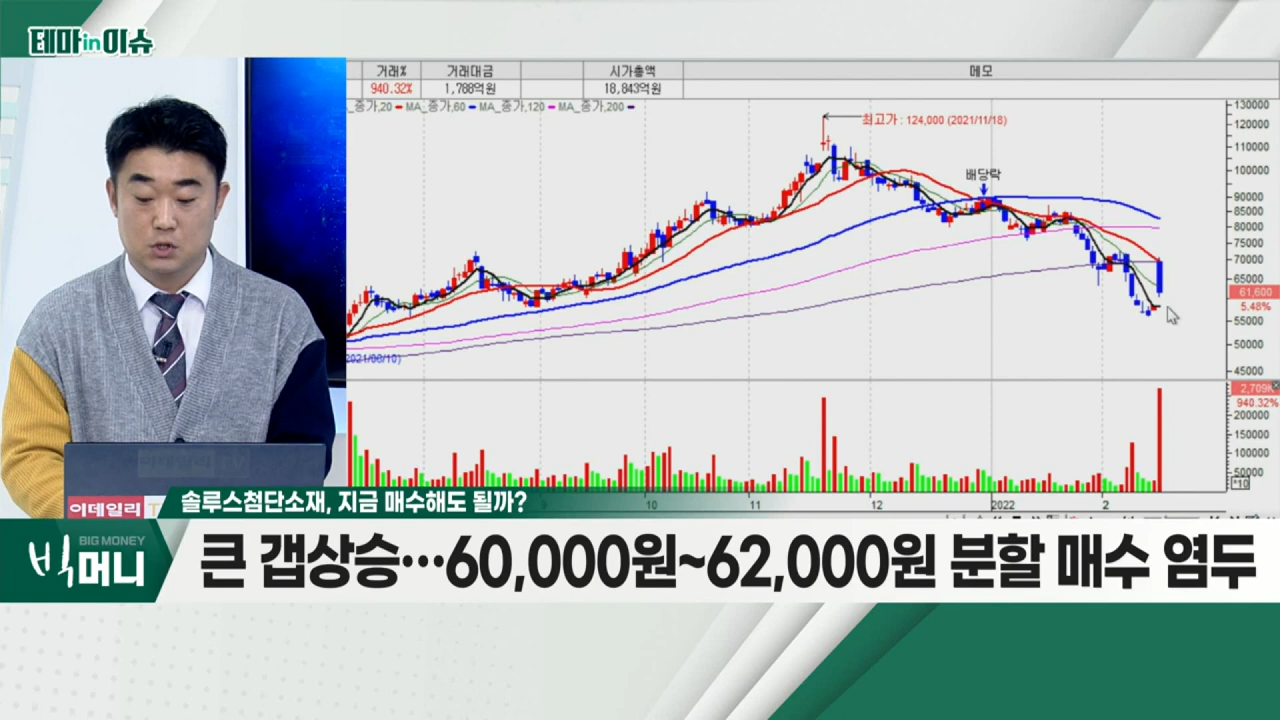 테마in이슈
거래% 거래대금 시가총액 메모
940.32% 1,788억원 18,843억원
종가,20 MA_종가,60 MA_종가,120 MA_종가,200
최고가 : 124,000 (2021/11/18)
배당락
130000
120000
110000
100000
90000
85000
80000
75000
70000
65000
61,600
5.48%
55000
50000
45000
2,709K
940.32%
200000
150000
100000
50000
*10
9 10 11 12 2022 2
이데일리 T
솔루스첨단소재, 지금 매수해도 될까?
BIG MONEY
빅머니
큰 갭상승…60,000원~62,000원 분할 매수 염두